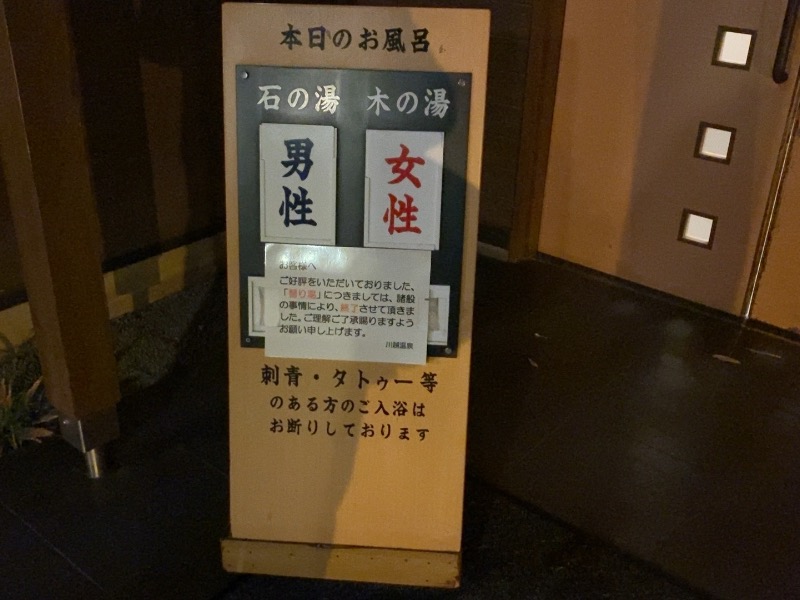 本日のお風呂
石の湯 木の湯
男性 女性
お客様へ
ご好評をいただいておりました、
「替り湯」につきましては、諸般
の事情により、終了させて頂きま
した。ご理解ご了承賜りますよう
お願い申し上げます。
川越温泉
刺青・タトゥー等
のある方のご入浴は
お断りしております